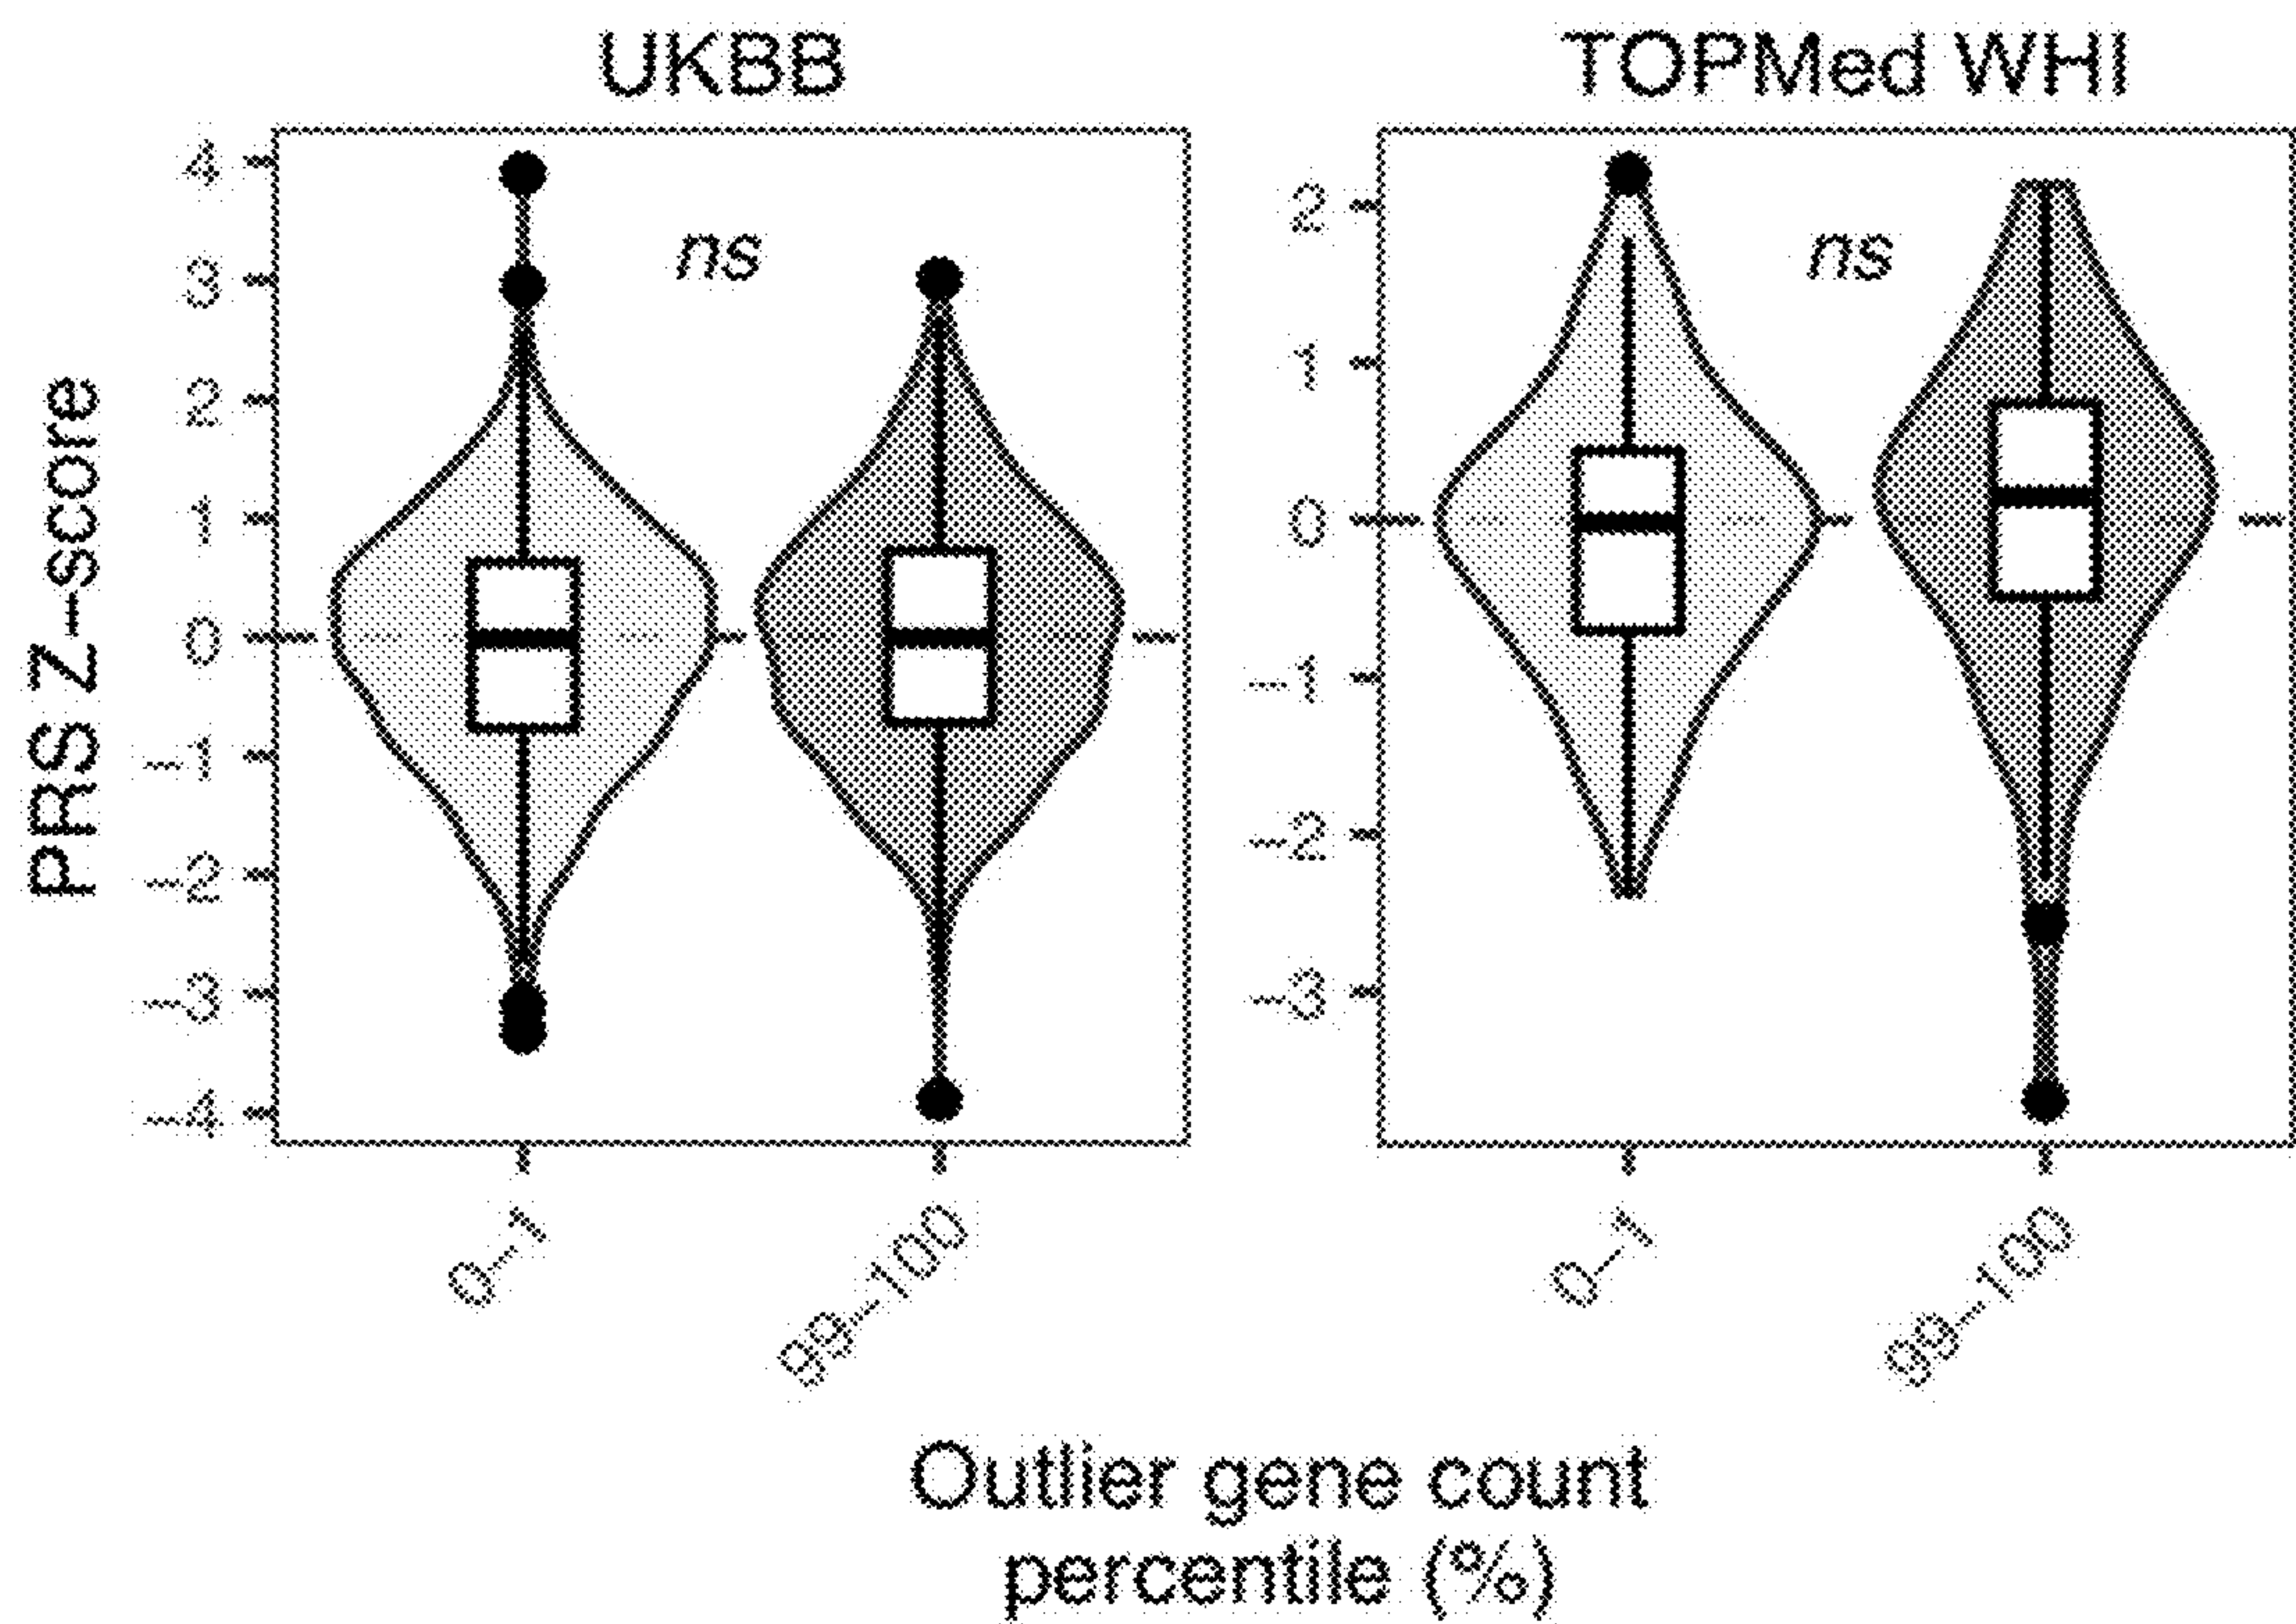 UKBB
TOPMed WHI
PRS Z−score
4
3
2
1
0
−1
−2
−3
−4
ns
2
1
0
−1
−2
−3
ns
0−1
99−100
0−1
99−100
Outlier gene count
percentile (%)